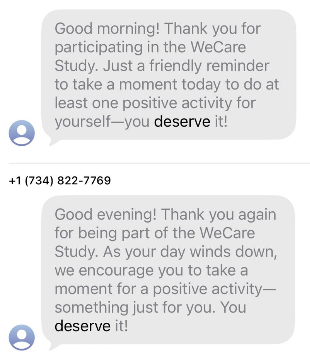 Good morning! Thank you for
participating in the WeCare
Study. Just a friendly reminder
to take a moment today to do at
least one positive activity for
yourself—you deserve it!
+1 (734) 822-7769
Good evening! Thank you again
for being part of the WeCare
Study. As your day winds down,
we encourage you to take a
moment for a positive activity—
something just for you. You
deserve it!